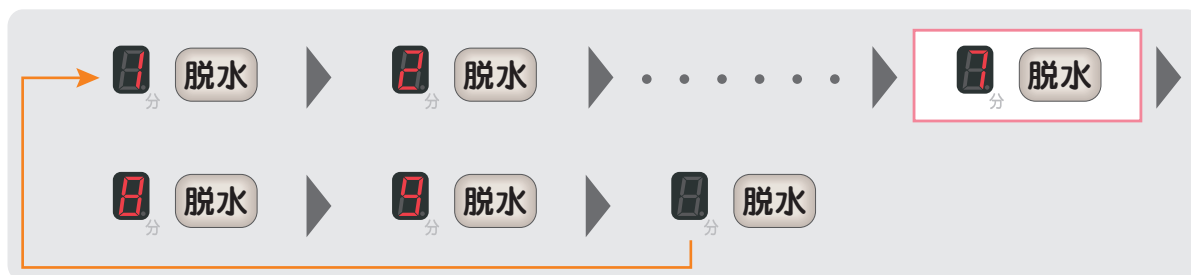 1 分 脱水 2 分 脱水 7 分 脱水
8 分 脱水 9 分 脱水 分 脱水